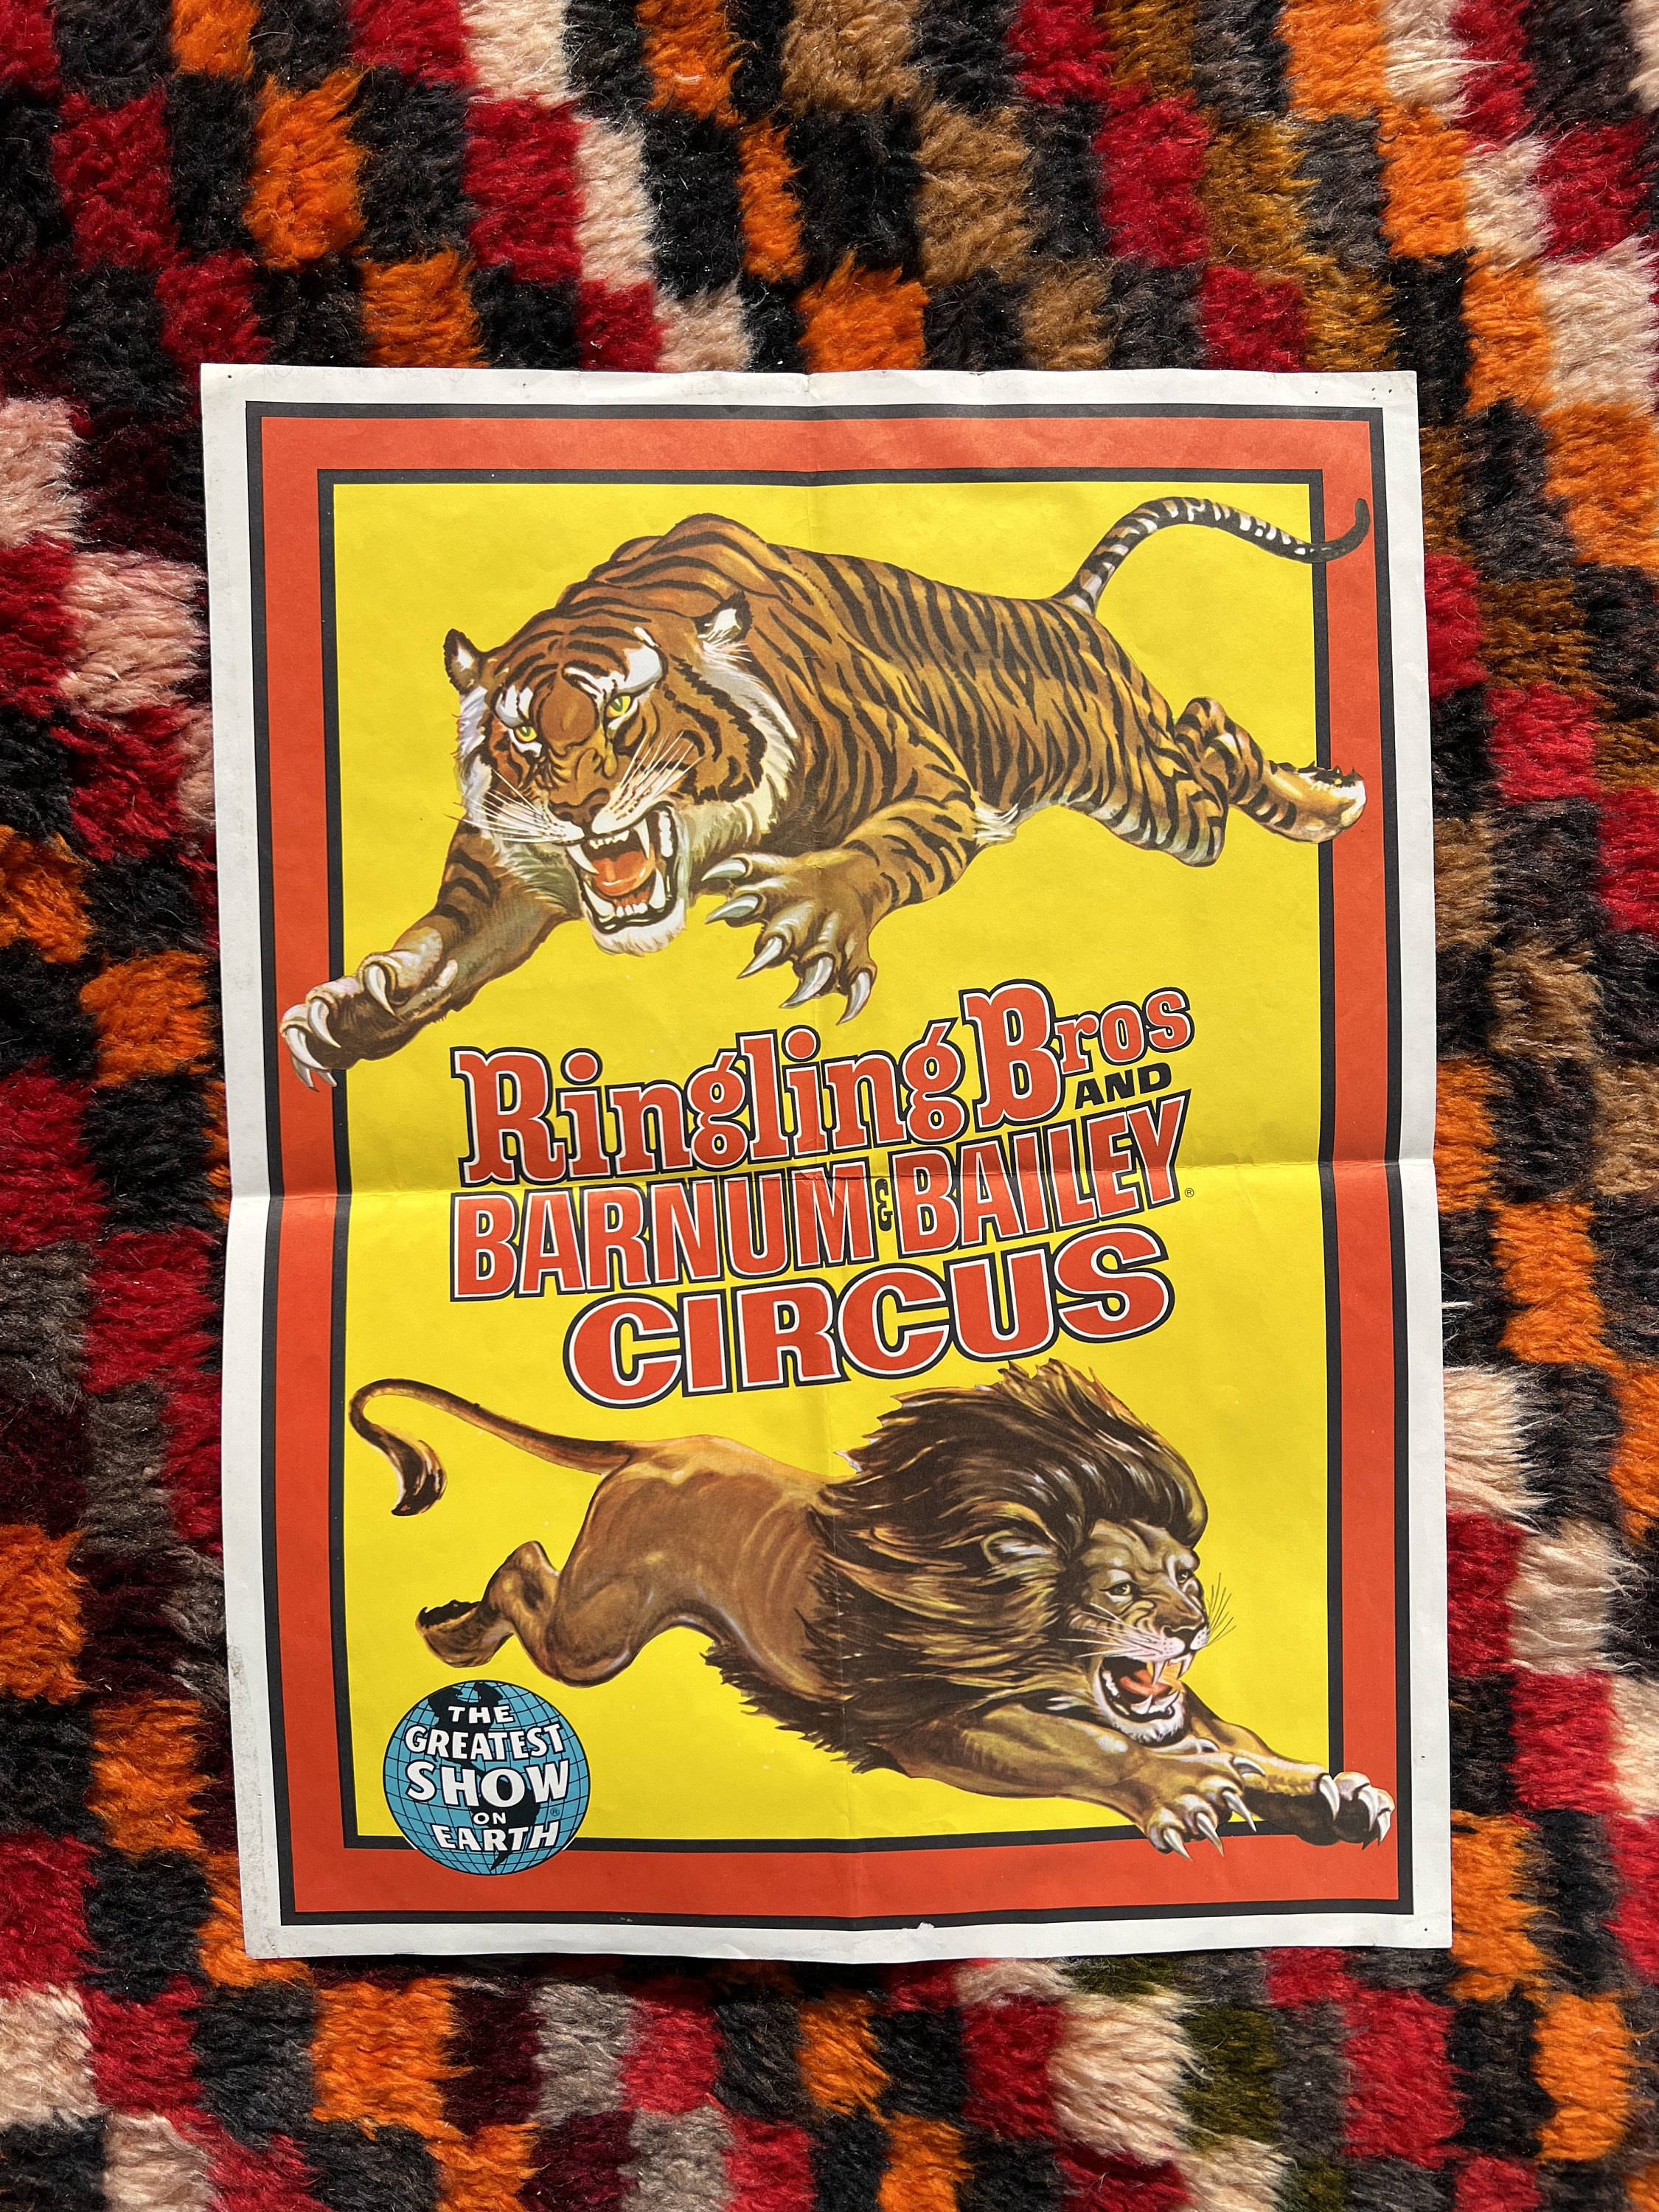 Ringling Bros
AND
BARNUM & BAILEY®
CIRCUS
THE
GREATEST
SHOW
ON ®
EARTH